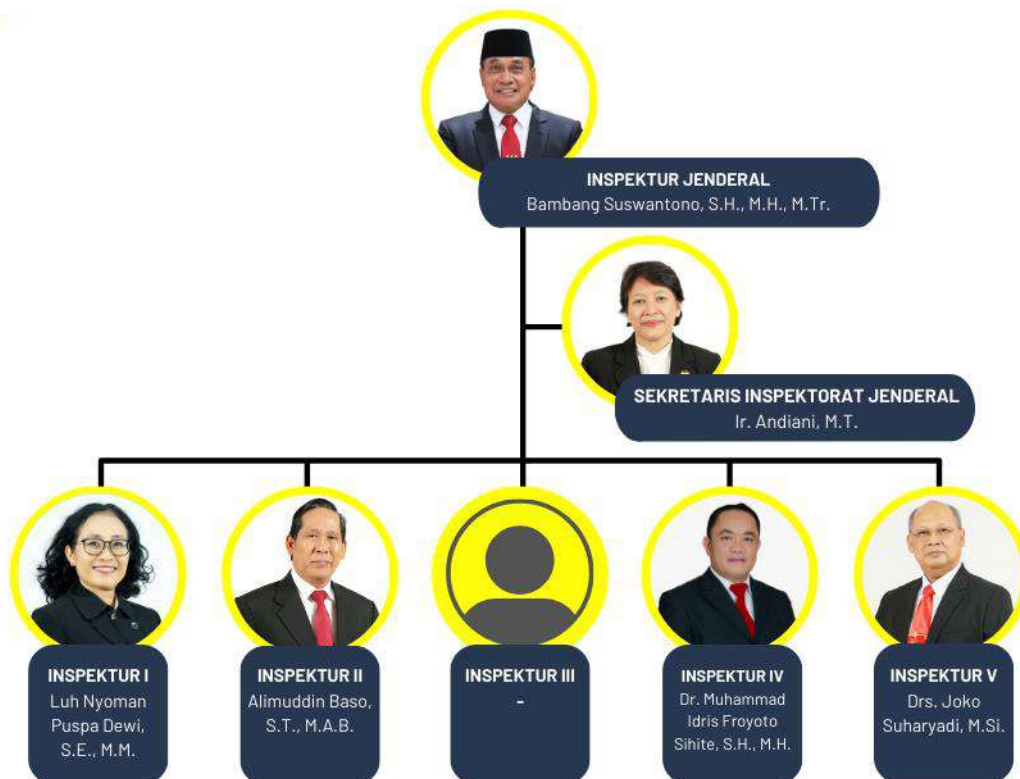 INSPEKTUR JENDERAL
Bambang Suswantono, S.H., M.H., M.Tr.
SEKRETARIS INSPEKTORAT JENDERAL
Ir. Andiani, M.T.
INSPEKTUR I
Luh Nyoman
Puspa Dewi,
S.E., M.M.
INSPEKTUR II
Alimuddin Baso,
S.T., M.A.B.
INSPEKTUR III
-
INSPEKTUR IV
Dr. Muhammad
Idris Froyoto
Sihite, S.H., M.H.
INSPEKTUR V
Drs. Joko
Suharyadi, M.Si.